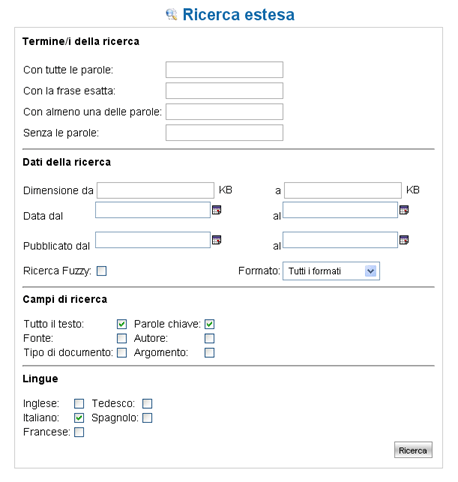 Ricerca estesa
Termine/i della ricerca
Con tutte le parole:
Con la frase esatta:
Con almeno una delle parole:
Senza le parole:
Dati della ricerca
Dimensione da KB a KB
Data dal al
Pubblicato dal al
Ricerca Fuzzy: Formato: Tutti i formati
Campi di ricerca
Tutto il testo: Parole chiave:
Fonte: Autore:
Tipo di documento: Argomento:
Lingue
Inglese: Tedesco:
Italiano: Spagnolo:
Francese:
Ricerca